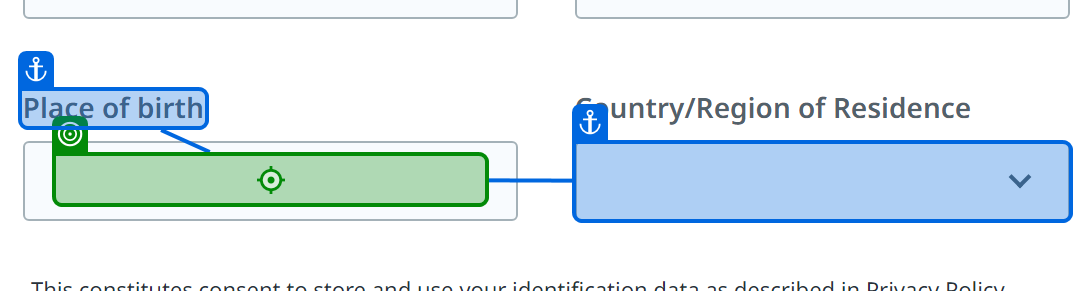 Place of birth
Country/Region of Residence
This constitutes consent to store and use your identification data as described in Privacy Policy